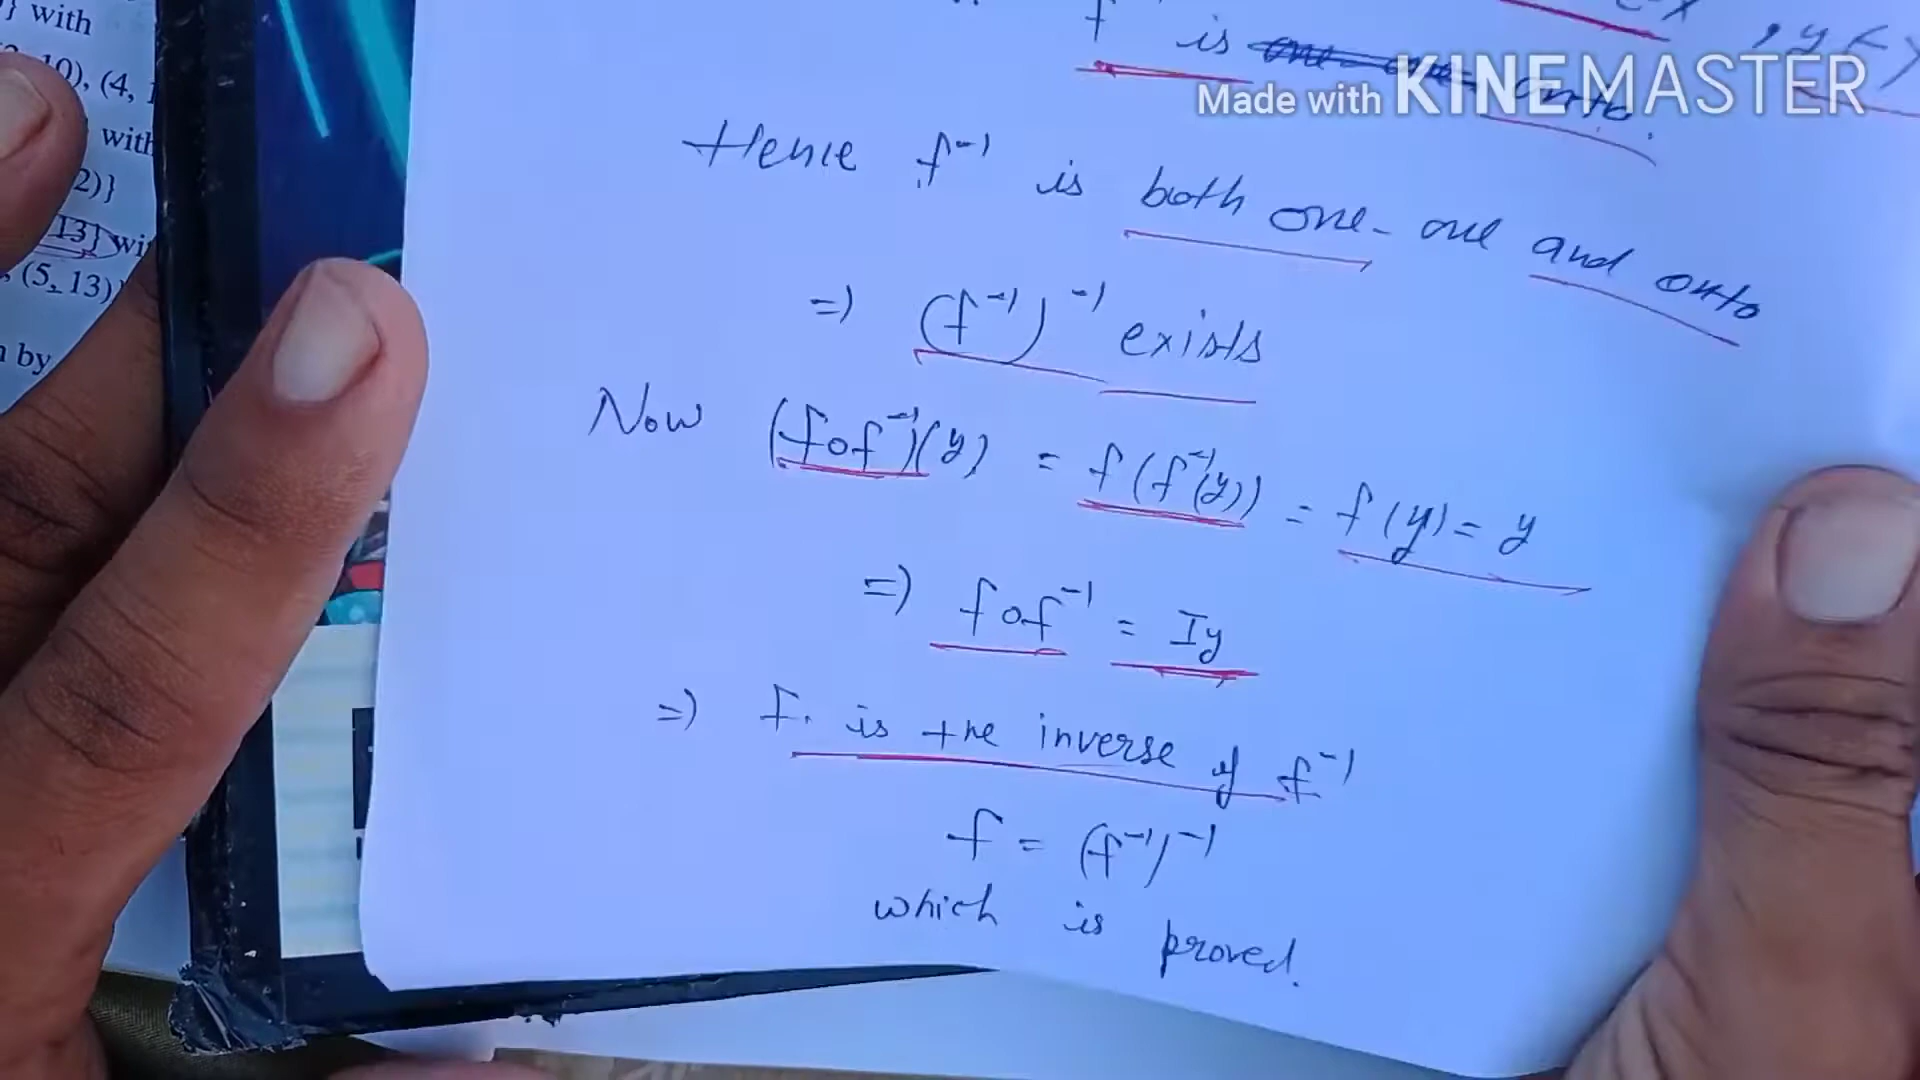 } with
10), (4,
with
2)}
13} wi
, (5, 13)
n by
, y ∈ Y
f is onto.
Made with KINEMASTER
Hence f⁻¹ is both one-one and onto
=) (f⁻¹)⁻¹ exists
Now (fof⁻¹)(y) = f(f⁻¹(y)) = f(y) = y
=) fof⁻¹ = Iy
=) f. is the inverse of f⁻¹
f = (f⁻¹)⁻¹
which is proved.